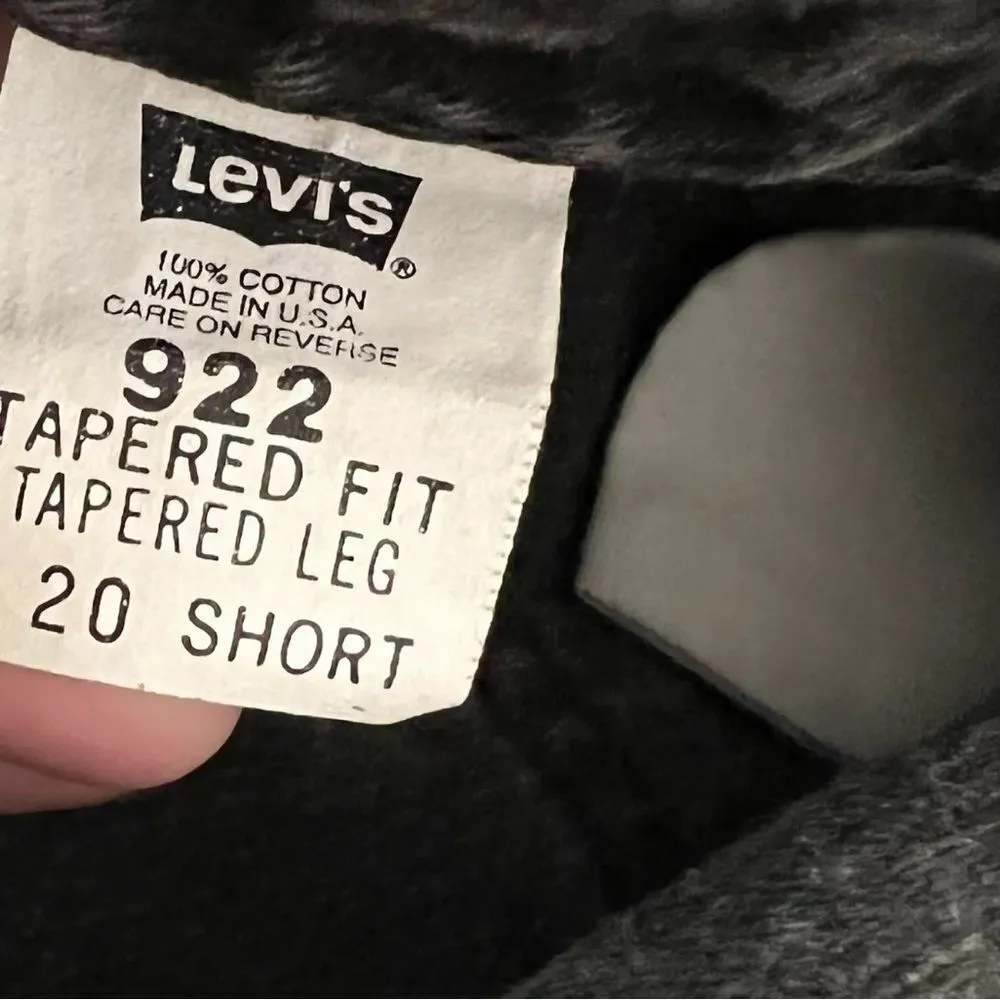 Levi's ®
100% COTTON
MADE IN U.S.A.
CARE ON REVERSE
922
TAPERED FIT
TAPERED LEG
20 SHORT